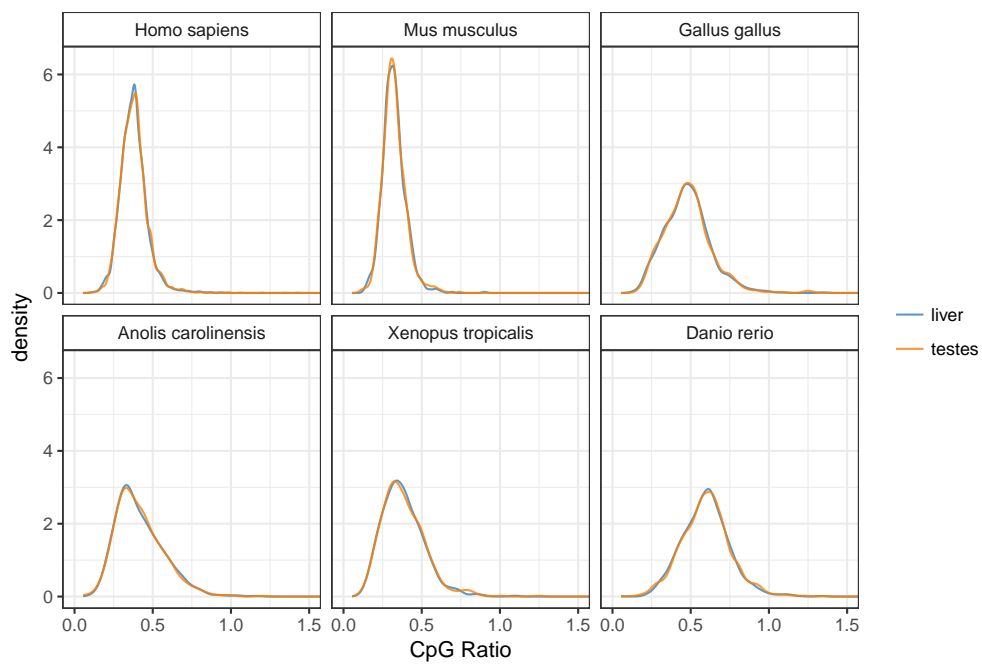 Homo sapiens
Mus musculus
Gallus gallus
6
4
2
0
density
Anolis carolinensis
Xenopus tropicalis
Danio rerio
6
4
2
0
0.0 0.5 1.0 1.5
0.0 0.5 1.0 1.5
0.0 0.5 1.0 1.5
CpG Ratio
liver
testes